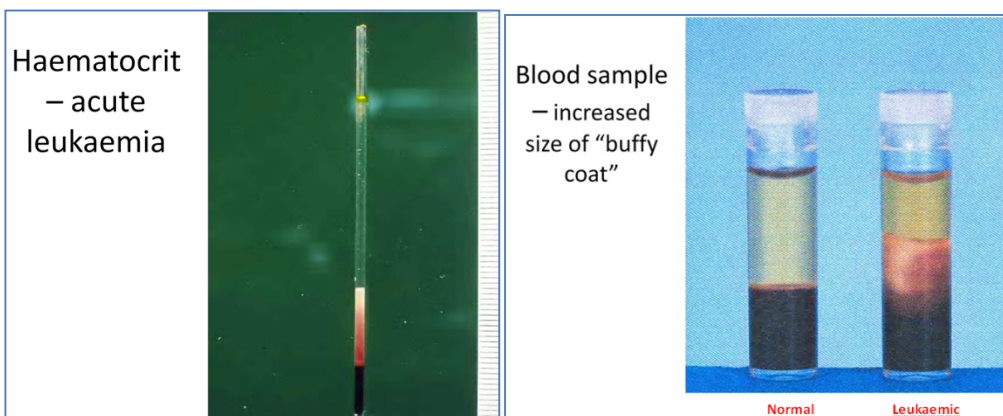 Haematocrit
– acute
leukaemia
Blood sample
– increased
size of “buffy
coat”
Normal
Leukaemic